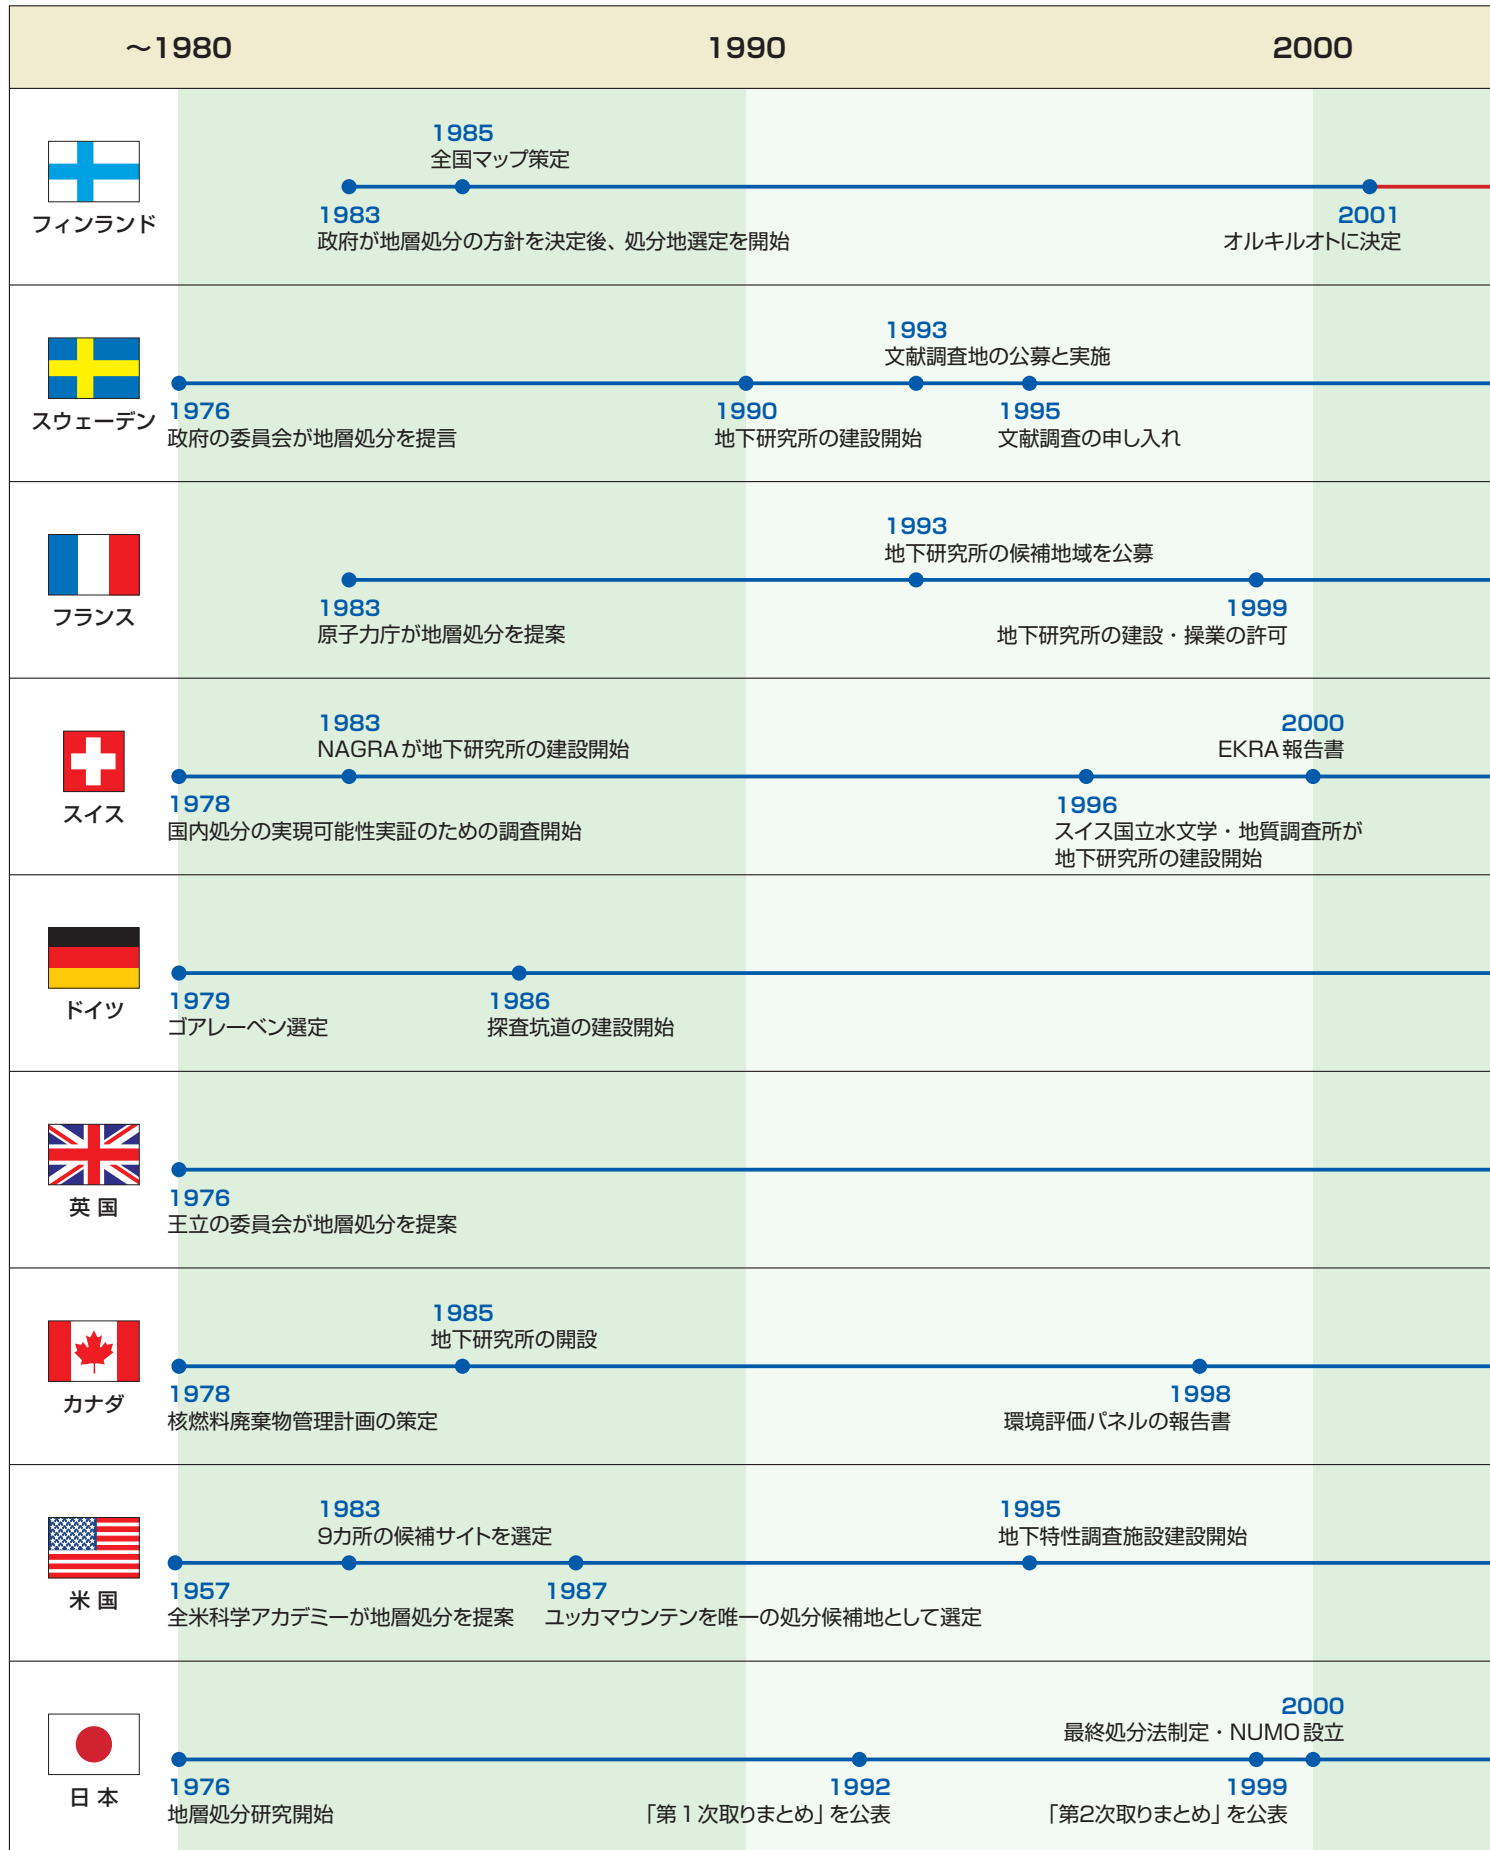 ～1980
1990
2000
フィンランド
1985
全国マップ策定
1983
政府が地層処分の方針を決定後、処分地選定を開始
2001
オルキルオトに決定
スウェーデン
1976
政府の委員会が地層処分を提言
1990
地下研究所の建設開始
1993
文献調査地の公募と実施
1995
文献調査の申し入れ
フランス
1983
原子力庁が地層処分を提案
1993
地下研究所の候補地域を公募
1999
地下研究所の建設・操業の許可
スイス
1978
国内処分の実現可能性実証のための調査開始
1983
NAGRAが地下研究所の建設開始
1996
スイス国立水文学・地質調査所が
地下研究所の建設開始
2000
EKRA報告書
ドイツ
1979
ゴアレーベン選定
1986
探査坑道の建設開始
英国
1976
王立の委員会が地層処分を提案
カナダ
1978
核燃料廃棄物管理計画の策定
1985
地下研究所の開設
1998
環境評価パネルの報告書
米国
1957
全米科学アカデミーが地層処分を提案
1983
9カ所の候補サイトを選定
1987
ユッカマウンテンを唯一の処分候補地として選定
1995
地下特性調査施設建設開始
日本
1976
地層処分研究開始
1992
「第1次取りまとめ」を公表
1999
「第2次取りまとめ」を公表
2000
最終処分法制定・NUMO設立